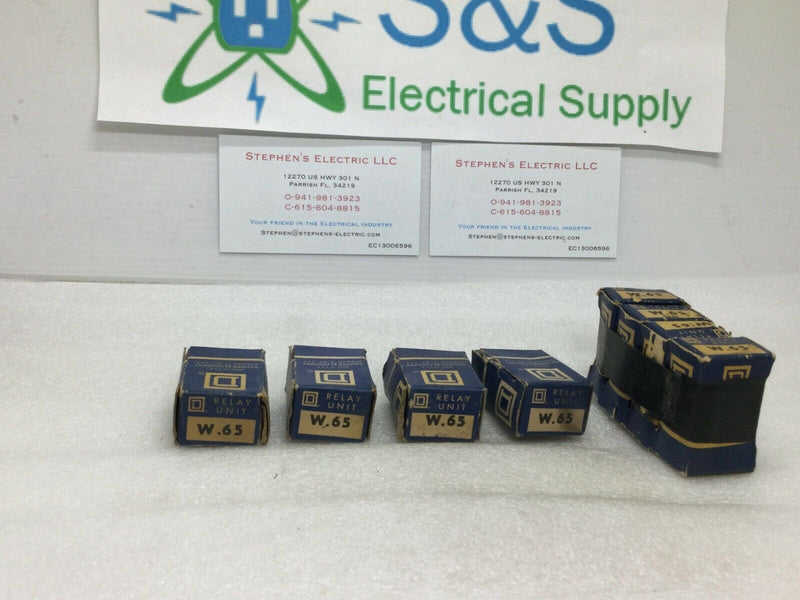 S&S
Electrical Supply
STEPHEN'S ELECTRIC LLC
12270 US HWY 301 N
PARRISH FL, 34219
O-941-981-3923
C-615-604-8815
YOUR FRIEND IN THE ELECTRICAL INDUSTRY
STEPHEN@STEPHENS-ELECTRIC.COM
EC13006596
STEPHEN'S ELECTRIC LLC
12270 US HWY 301 N
PARRISH FL, 34219
O-941-981-3923
C-615-604-8815
YOUR FRIEND IN THE ELECTRICAL INDUSTRY
STEPHEN@STEPHENS-ELECTRIC.COM
EC13006596
RELAY
UNIT
W.65
RELAY
UNIT
W.65
RELAY
UNIT
W.65
RELAY
UNIT
W.65
W.65
W.65
W.65
W.65